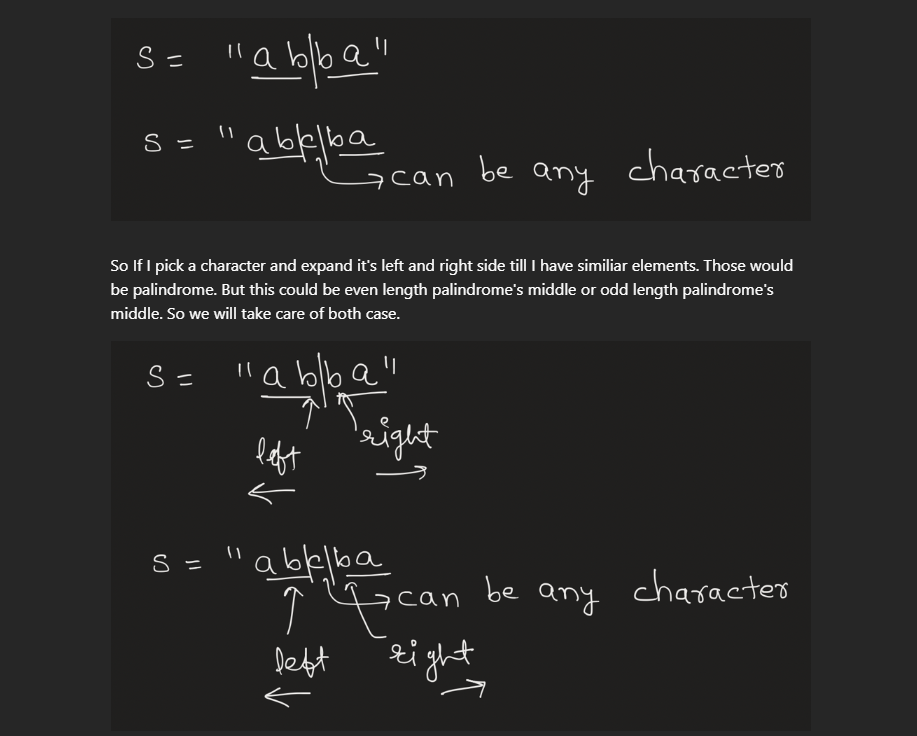 S = "ab|ba"
S = "abc|ba
can be any character
So If I pick a character and expand it's left and right side till I have similiar elements. Those would
be palindrome. But this could be even length palindrome's middle or odd length palindrome's
middle. So we will take care of both case.
S = "ab|ba"
left right
S = "abc|ba
can be any character
left right